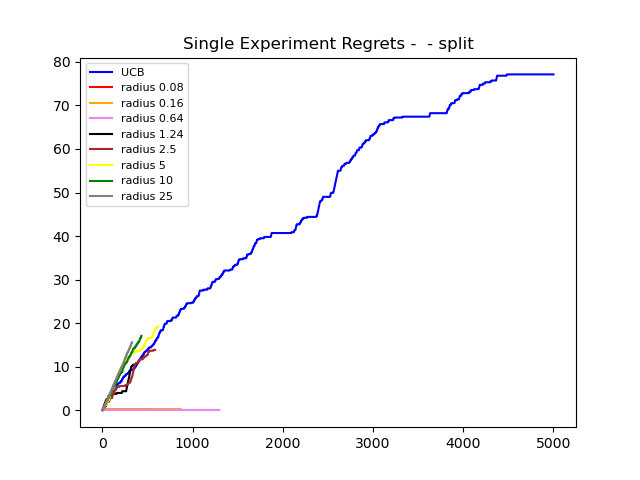 Single Experiment Regrets -  - split
80
70
60
50
40
30
20
10
0
UCB
radius 0.08
radius 0.16
radius 0.64
radius 1.24
radius 2.5
radius 5
radius 10
radius 25
0 1000 2000 3000 4000 5000